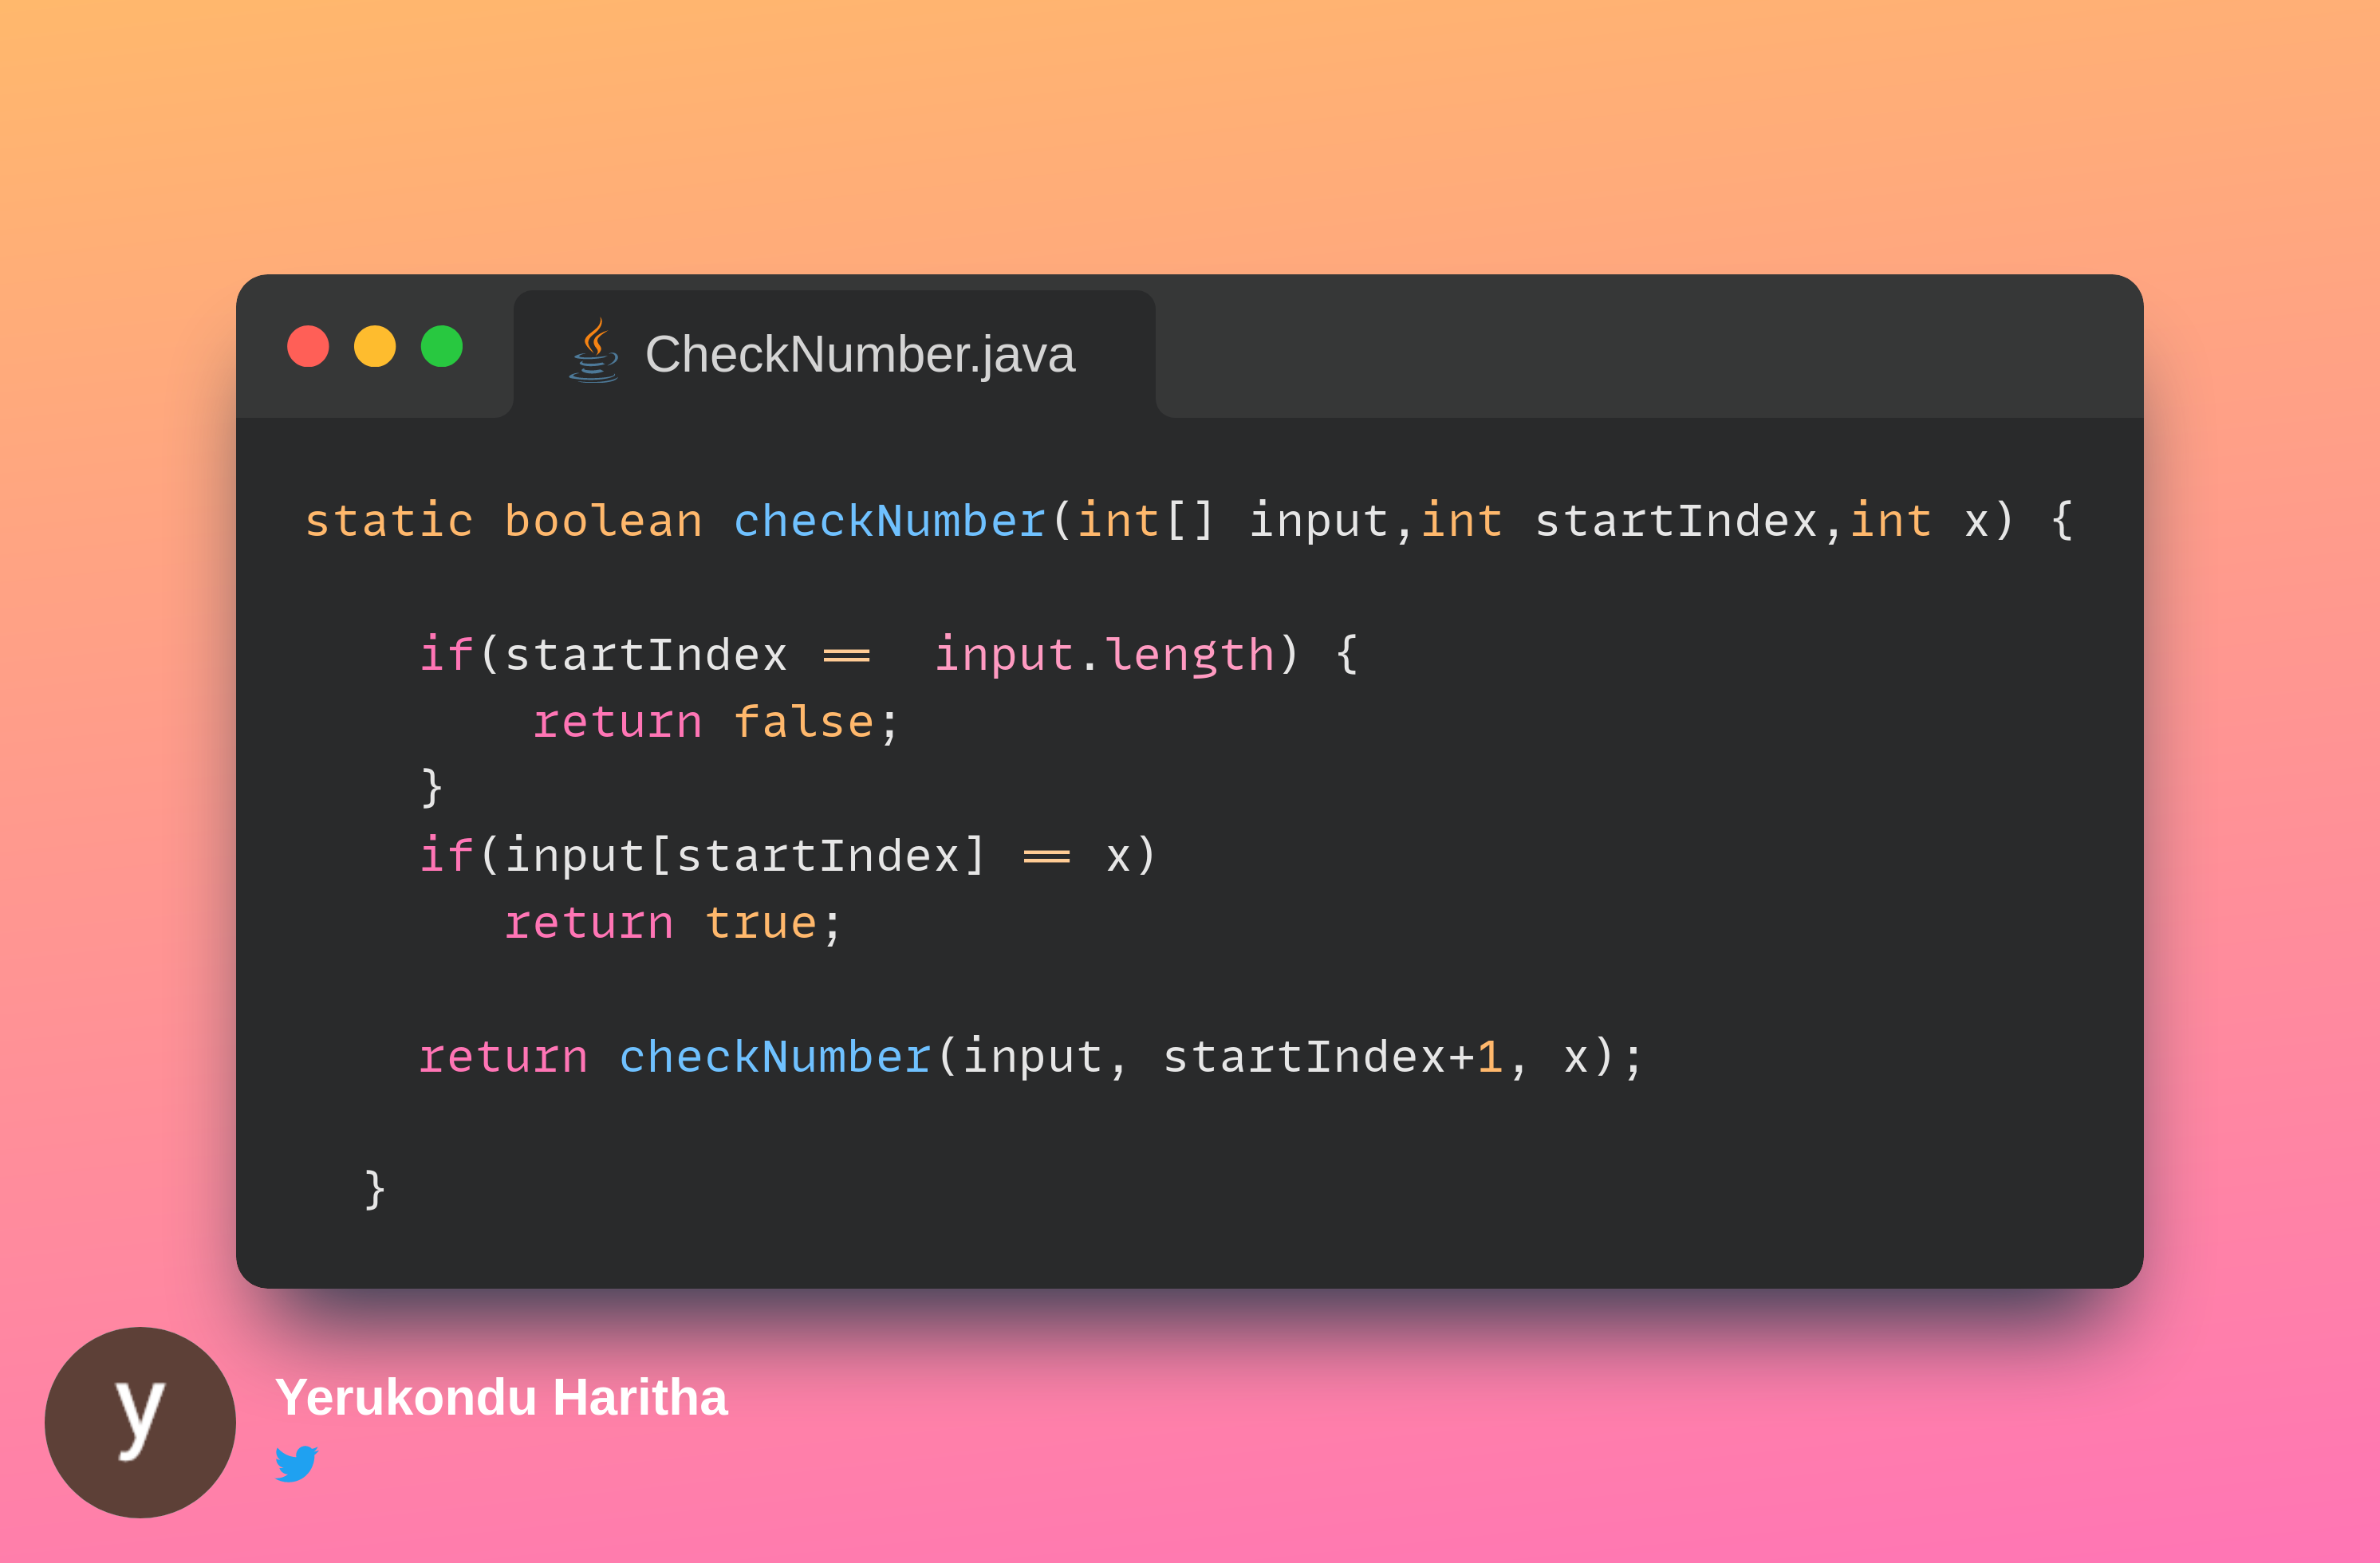 CheckNumber.java
static boolean checkNumber(int[] input,int startIndex,int x) {
if(startIndex ==  input.length) {
return false;
}
if(input[startIndex] == x)
return true;
return checkNumber(input, startIndex+1, x);
}
y
Yerukondu Haritha